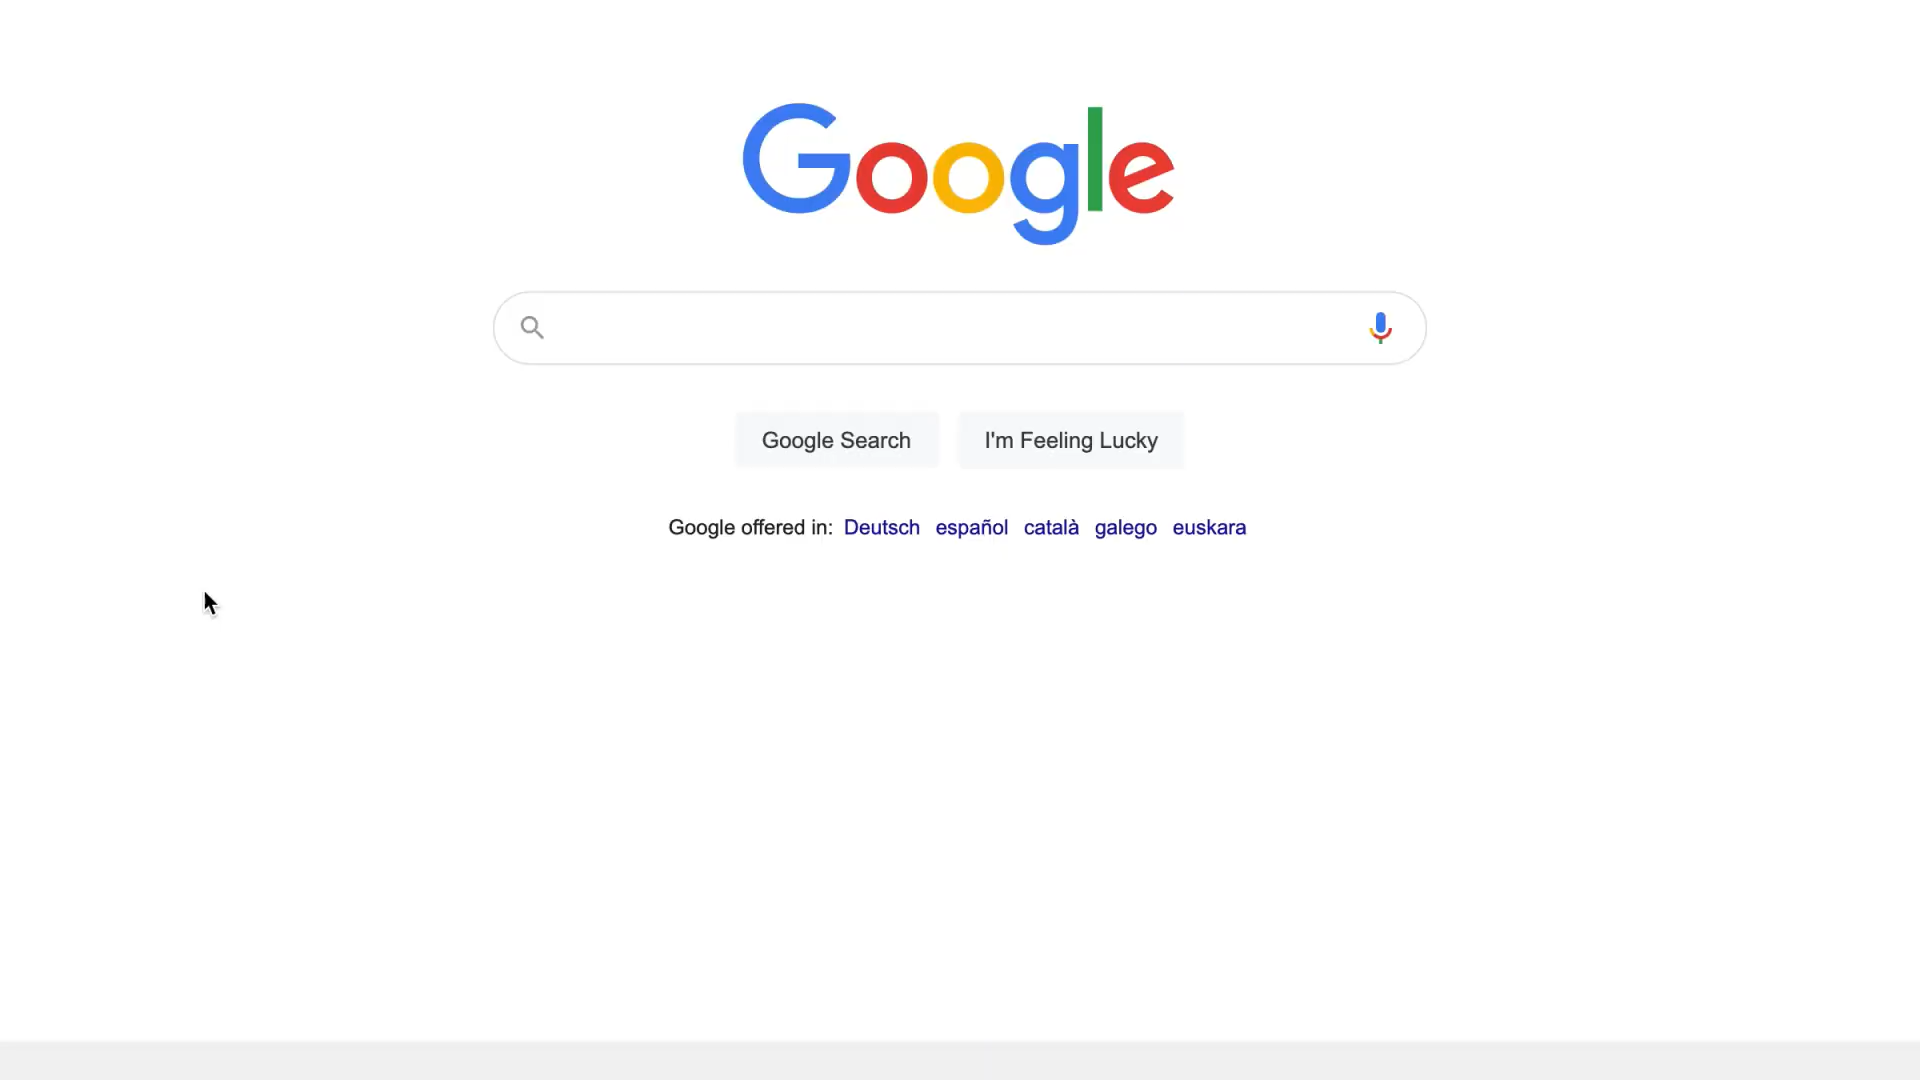 Google
Google Search
I'm Feeling Lucky
Google offered in: Deutsch español català galego euskara